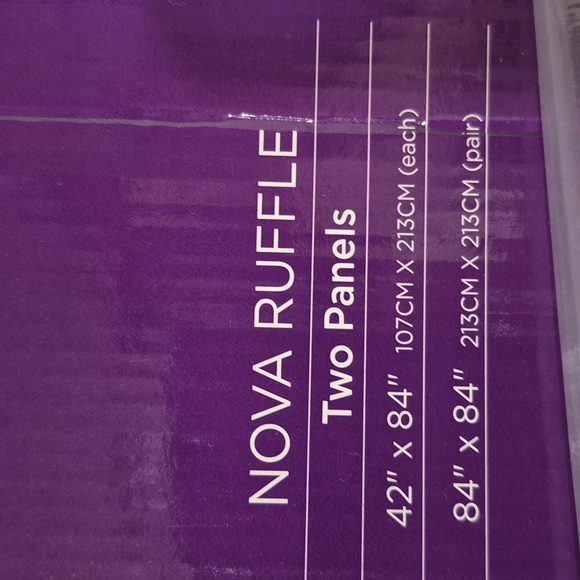 NOVA RUFFLE
Two Panels
42" x 84" 107CM X 213CM (each)
84" x 84" 213CM X 213CM (pair)